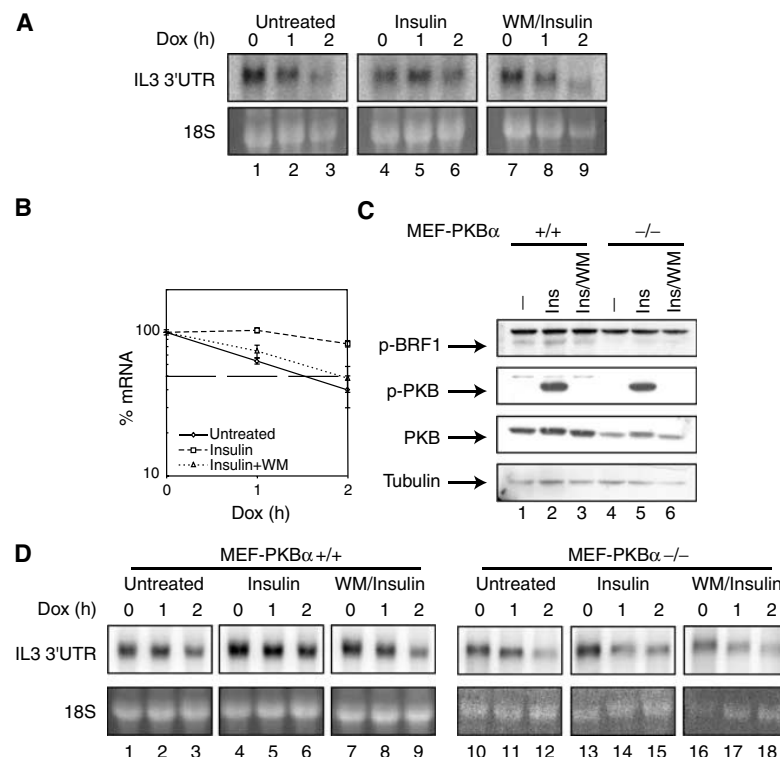 A
Untreated Insulin WM/Insulin
Dox (h) 0 1 2 0 1 2 0 1 2
IL3 3'UTR
18S
1 2 3 4 5 6 7 8 9
B
% mRNA
100
10
Untreated
Insulin
Insulin+WM
0 1 2
Dox (h)
C
MEF-PKBα +/+ −/−
– Ins Ins/WM – Ins Ins/WM
p-BRF1
p-PKB
PKB
Tubulin
1 2 3 4 5 6
D
MEF-PKBα+/+ MEF-PKBα−/−
Untreated Insulin WM/Insulin Untreated Insulin WM/Insulin
Dox (h) 0 1 2 0 1 2 0 1 2 0 1 2 0 1 2 0 1 2
IL3 3'UTR
18S
1 2 3 4 5 6 7 8 9 10 11 12 13 14 15 16 17 18